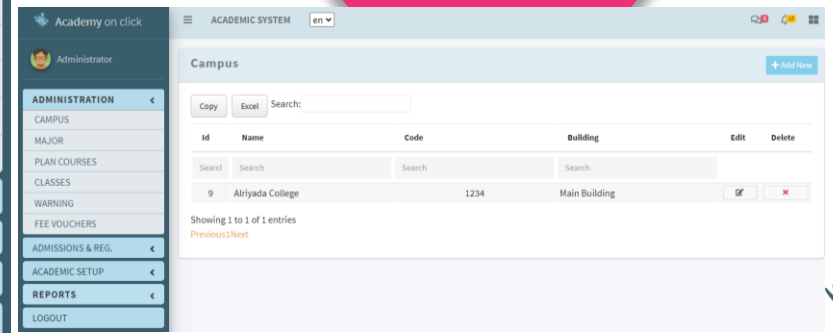 Academy on click
ACADEMIC SYSTEM
en
Administrator
Campus
+ Add New
ADMINISTRATION
CAMPUS
MAJOR
PLAN COURSES
CLASSES
WARNING
FEE VOUCHERS
ADMISSIONS & REG.
ACADEMIC SETUP
REPORTS
LOGOUT
Copy Excel Search:
Id Name Code Building Edit Delete
Search Search Search
9 Alriyada College 1234 Main Building
Showing 1 to 1 of 1 entries
Previous1Next